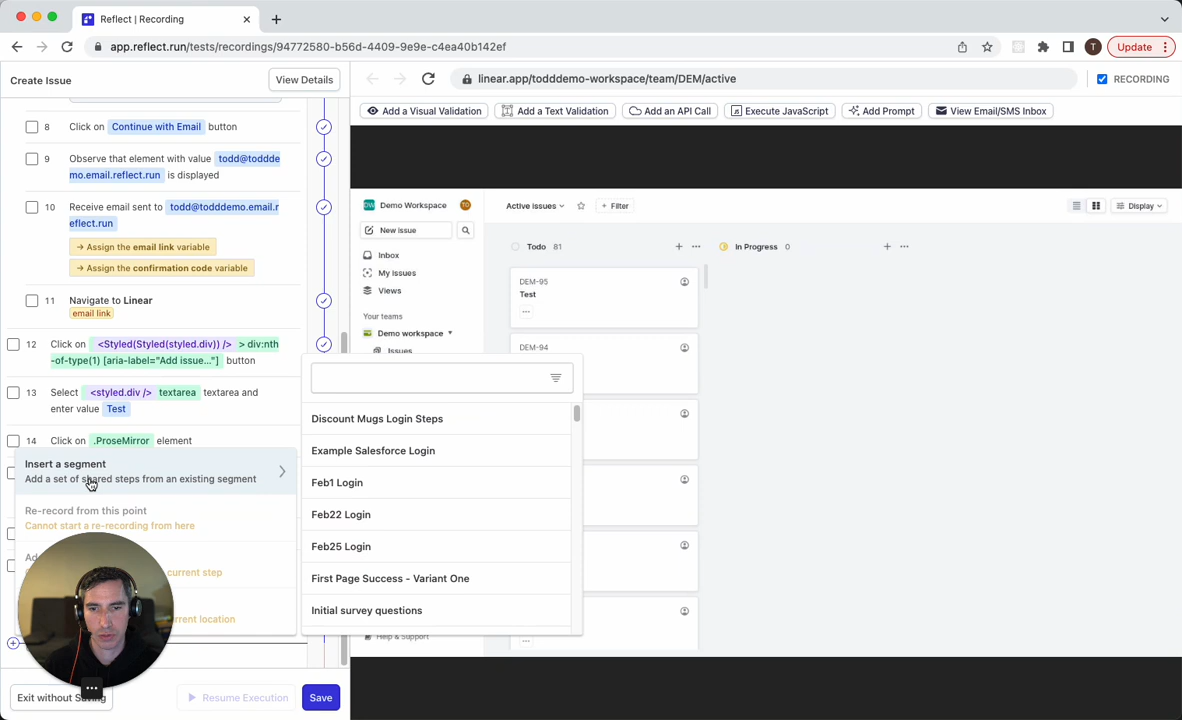 Reflect | Recording
app.reflect.run/tests/recordings/94772580-b56d-4409-9e9e-c4ea40b142ef
T
Update
Create Issue
View Details
linear.app/todddemo-workspace/team/DEM/active
RECORDING
Add a Visual Validation
Add a Text Validation
Add an API Call
Execute JavaScript
Add Prompt
View Email/SMS Inbox
8 Click on Continue with Email button
9 Observe that element with value todd@toddde
mo.email.reflect.run is displayed
10 Receive email sent to todd@todddemo.email.r
eflect.run
→ Assign the email link variable
→ Assign the confirmation code variable
11 Navigate to Linear
email link
12 Click on <Styled(Styled(styled.div)) /> > div:nth
-of-type(1) [aria-label="Add issue..."] button
13 Select <styled.div /> textarea textarea and
enter value Test
14 Click on .ProseMirror element
Insert a segment
Add a set of shared steps from an existing segment
Re-record from this point
Cannot start a re-recording from here
current step
rrent location
Exit without Saving
Resume Execution
Save
Discount Mugs Login Steps
Example Salesforce Login
Feb1 Login
Feb22 Login
Feb25 Login
First Page Success - Variant One
Initial survey questions
DW Demo Workspace
TO
New issue
Inbox
My issues
Views
Your teams
Demo workspace
Issues
Help & Support
Active issues
+ Filter
Display
Todo 81
In Progress 0
DEM-95
Test
DEM-94